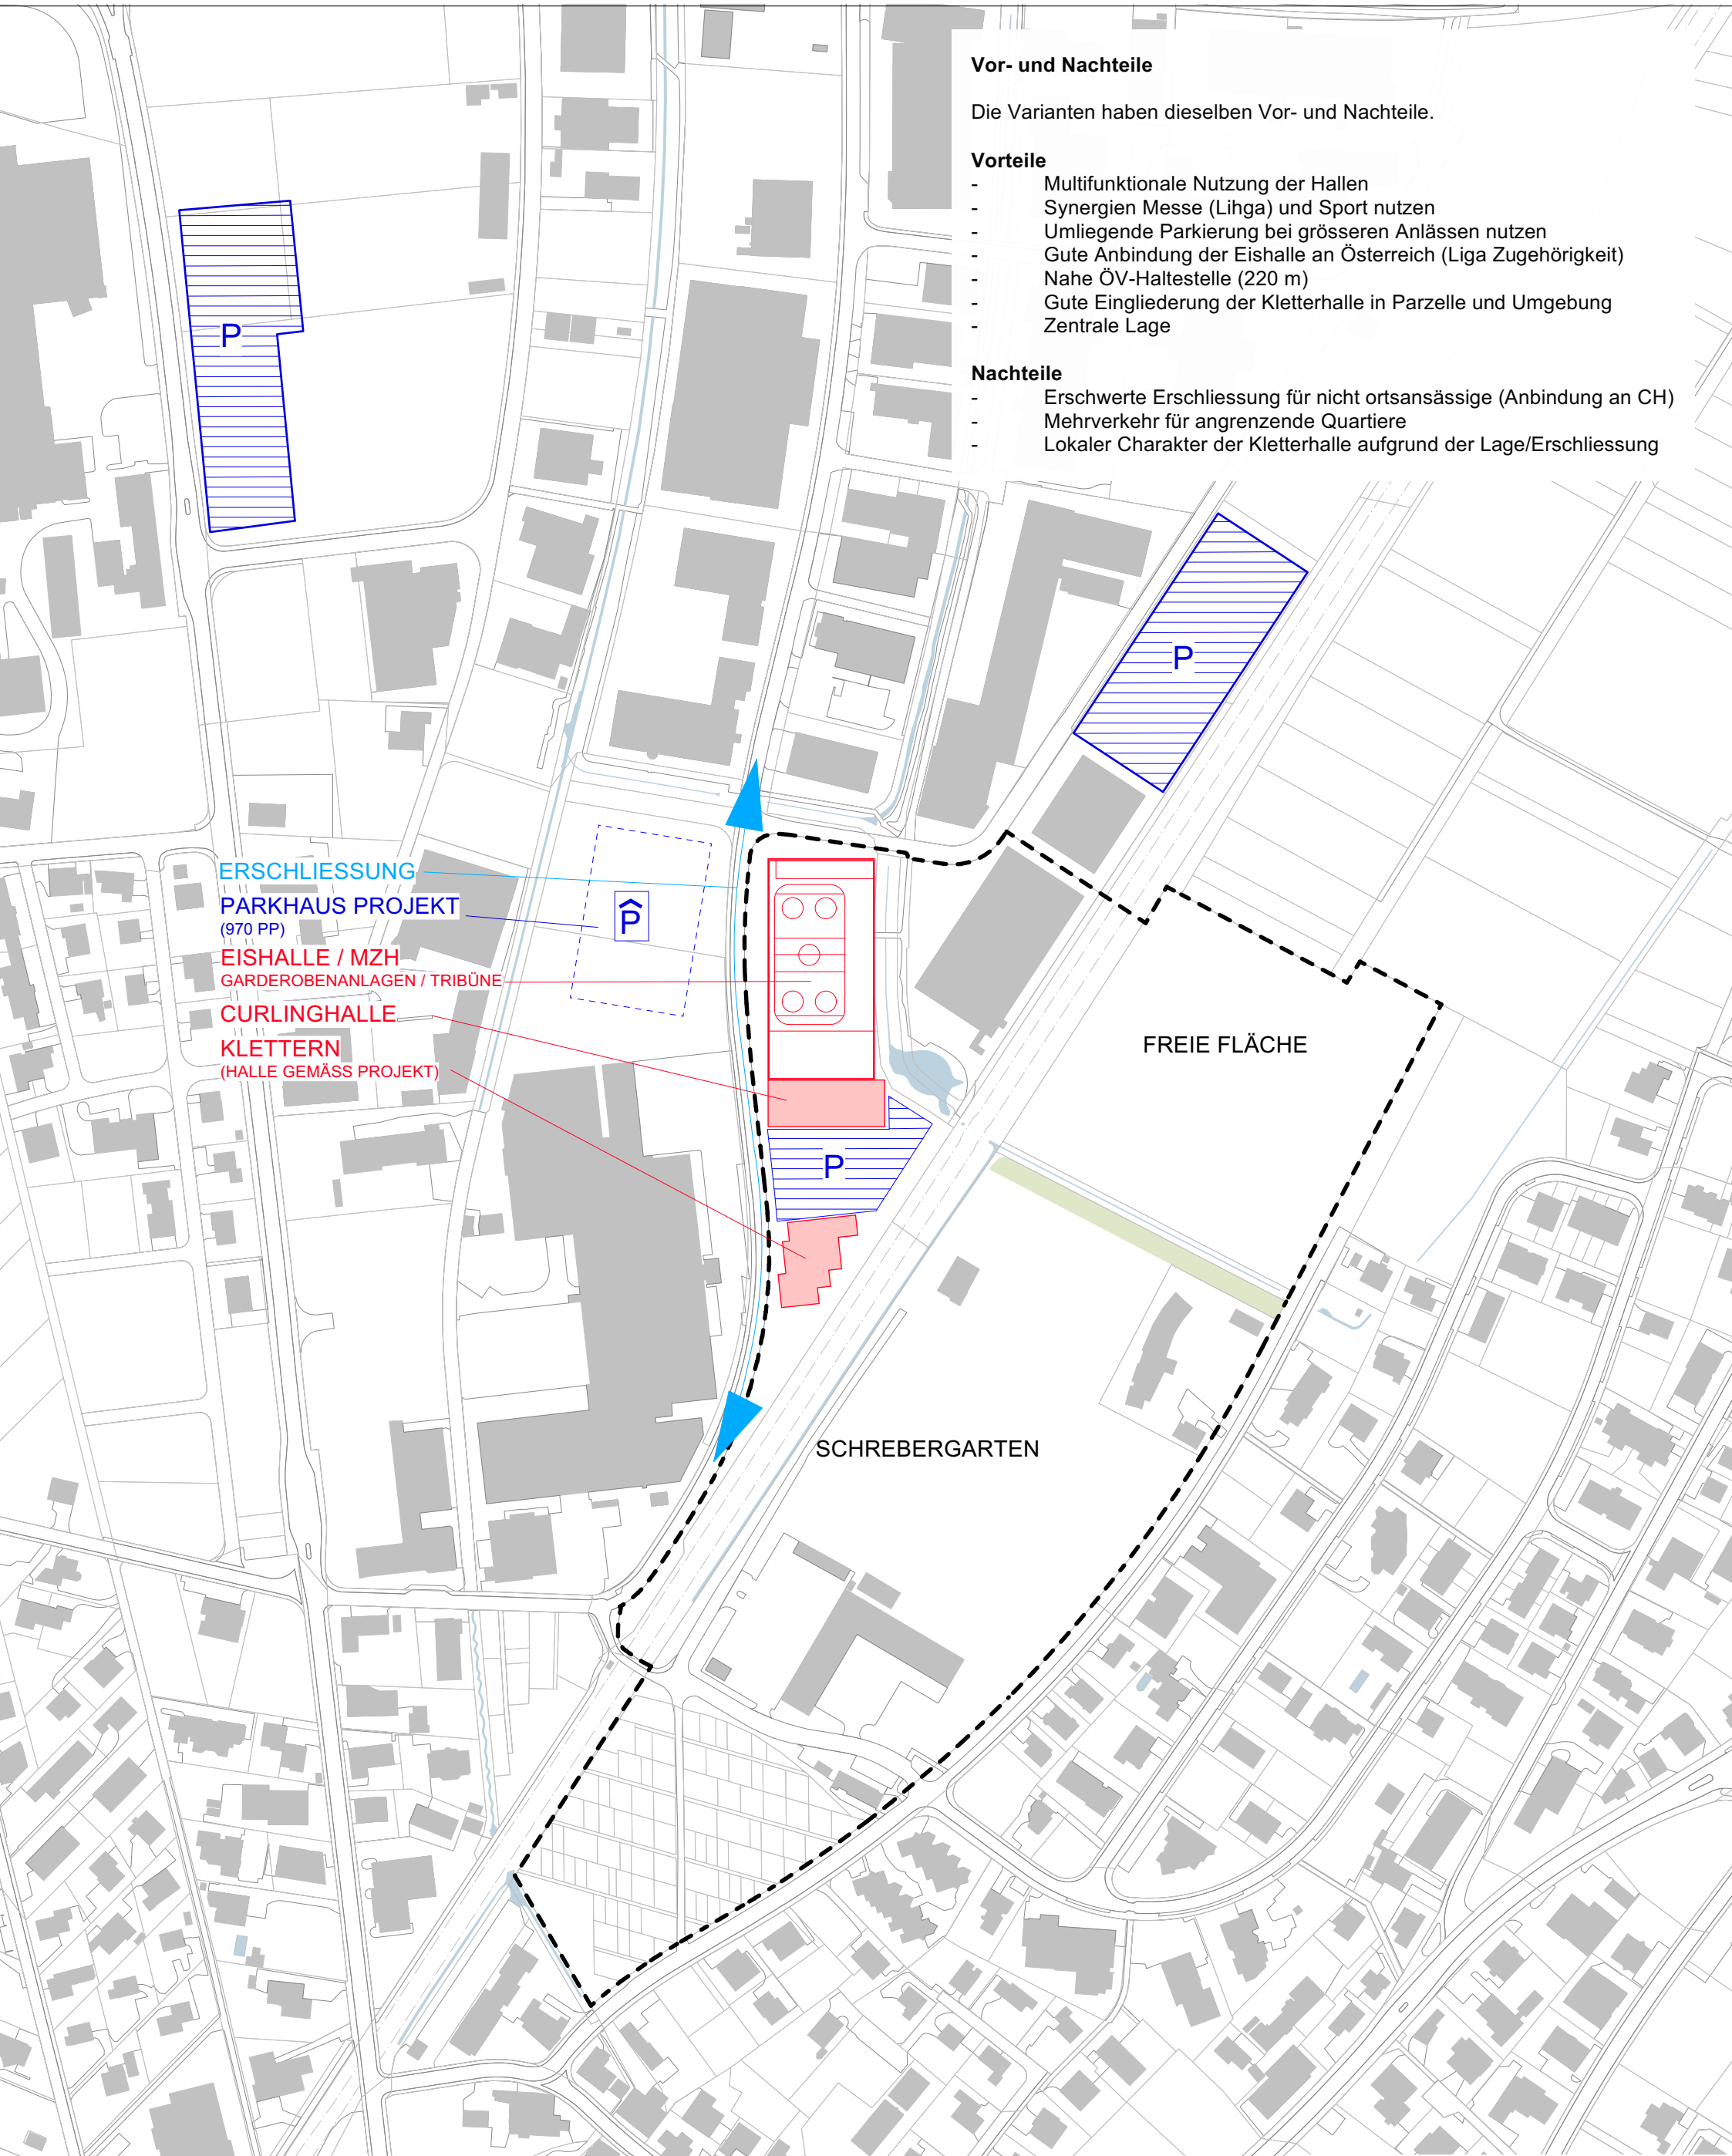 Vor- und Nachteile
Die Varianten haben dieselben Vor- und Nachteile.
Vorteile
- Multifunktionale Nutzung der Hallen
- Synergien Messe (Lihga) und Sport nutzen
- Umliegende Parkierung bei grösseren Anlässen nutzen
- Gute Anbindung der Eishalle an Österreich (Liga Zugehörigkeit)
- Nahe ÖV-Haltestelle (220 m)
- Gute Eingliederung der Kletterhalle in Parzelle und Umgebung
- Zentrale Lage
Nachteile
- Erschwerte Erschliessung für nicht ortsansässige (Anbindung an CH)
- Mehrverkehr für angrenzende Quartiere
- Lokaler Charakter der Kletterhalle aufgrund der Lage/Erschliessung
P
P
ERSCHLIESSUNG
PARKHAUS PROJEKT
(970 PP)
P
EISHALLE / MZH
GARDEROBENANLAGEN / TRIBÜNE
CURLINGHALLE
KLETTERN
(HALLE GEMÄSS PROJEKT)
FREIE FLÄCHE
P
SCHREBERGARTEN